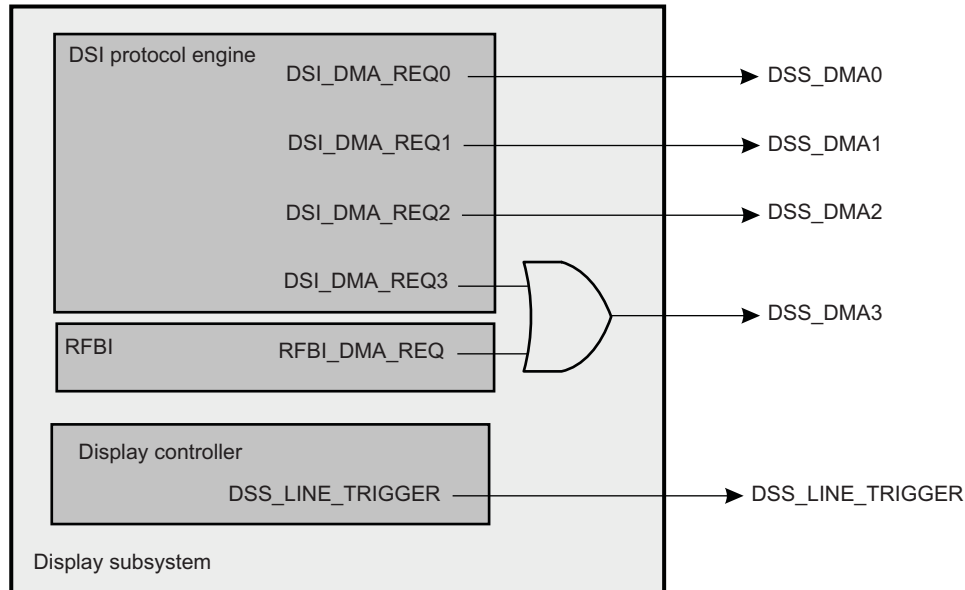 DSI protocol engine
DSI_DMA_REQ0
DSS_DMA0
DSI_DMA_REQ1
DSS_DMA1
DSI_DMA_REQ2
DSS_DMA2
DSI_DMA_REQ3
DSS_DMA3
RFBI
RFBI_DMA_REQ
Display controller
DSS_LINE_TRIGGER
DSS_LINE_TRIGGER
Display subsystem